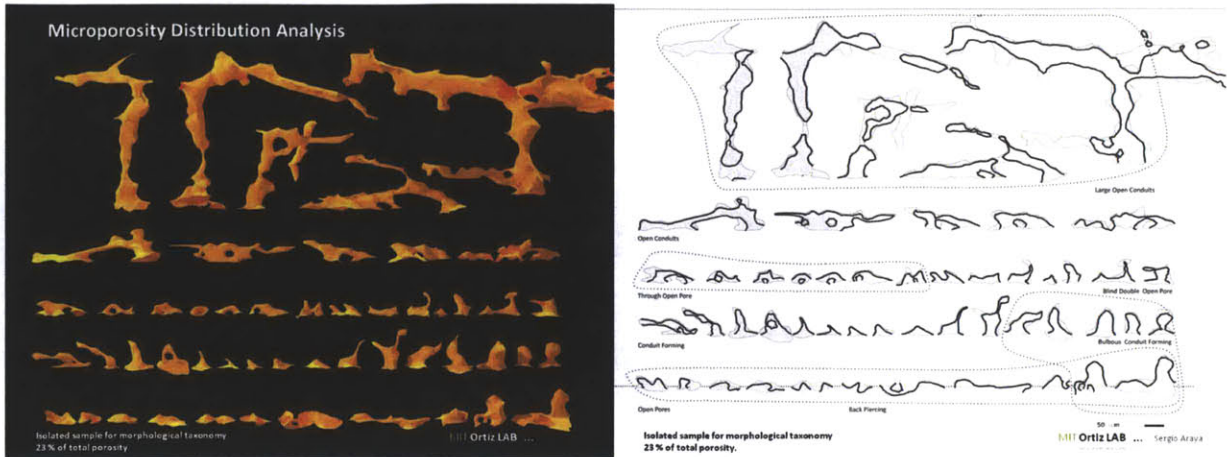 Microporosity Distribution Analysis
Isolated sample for morphological taxonomy
23 % of total porosity
MIT Ortiz LAB ...
Large Open Conduits
Open Conduits
Through Open Pore
Blind Double Open Pore
Conduit Forming
Bulbous Conduit Forming
Open Pores
Back Piercing
Isolated sample for morphological taxonomy
23 % of total porosity.
50
MIT Ortiz LAB ... Sergio Araya